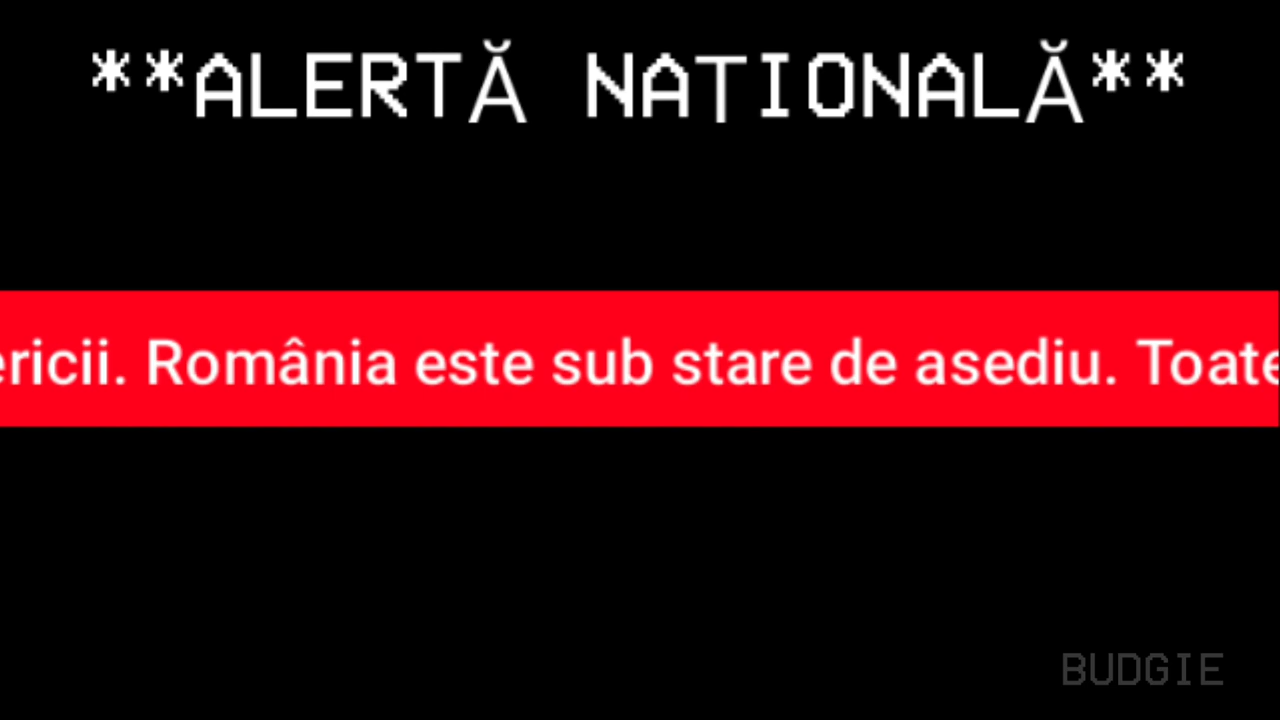 **ALERTĂ NAȚIONALĂ**
ericii. România este sub stare de asediu. Toate
BUDGIE